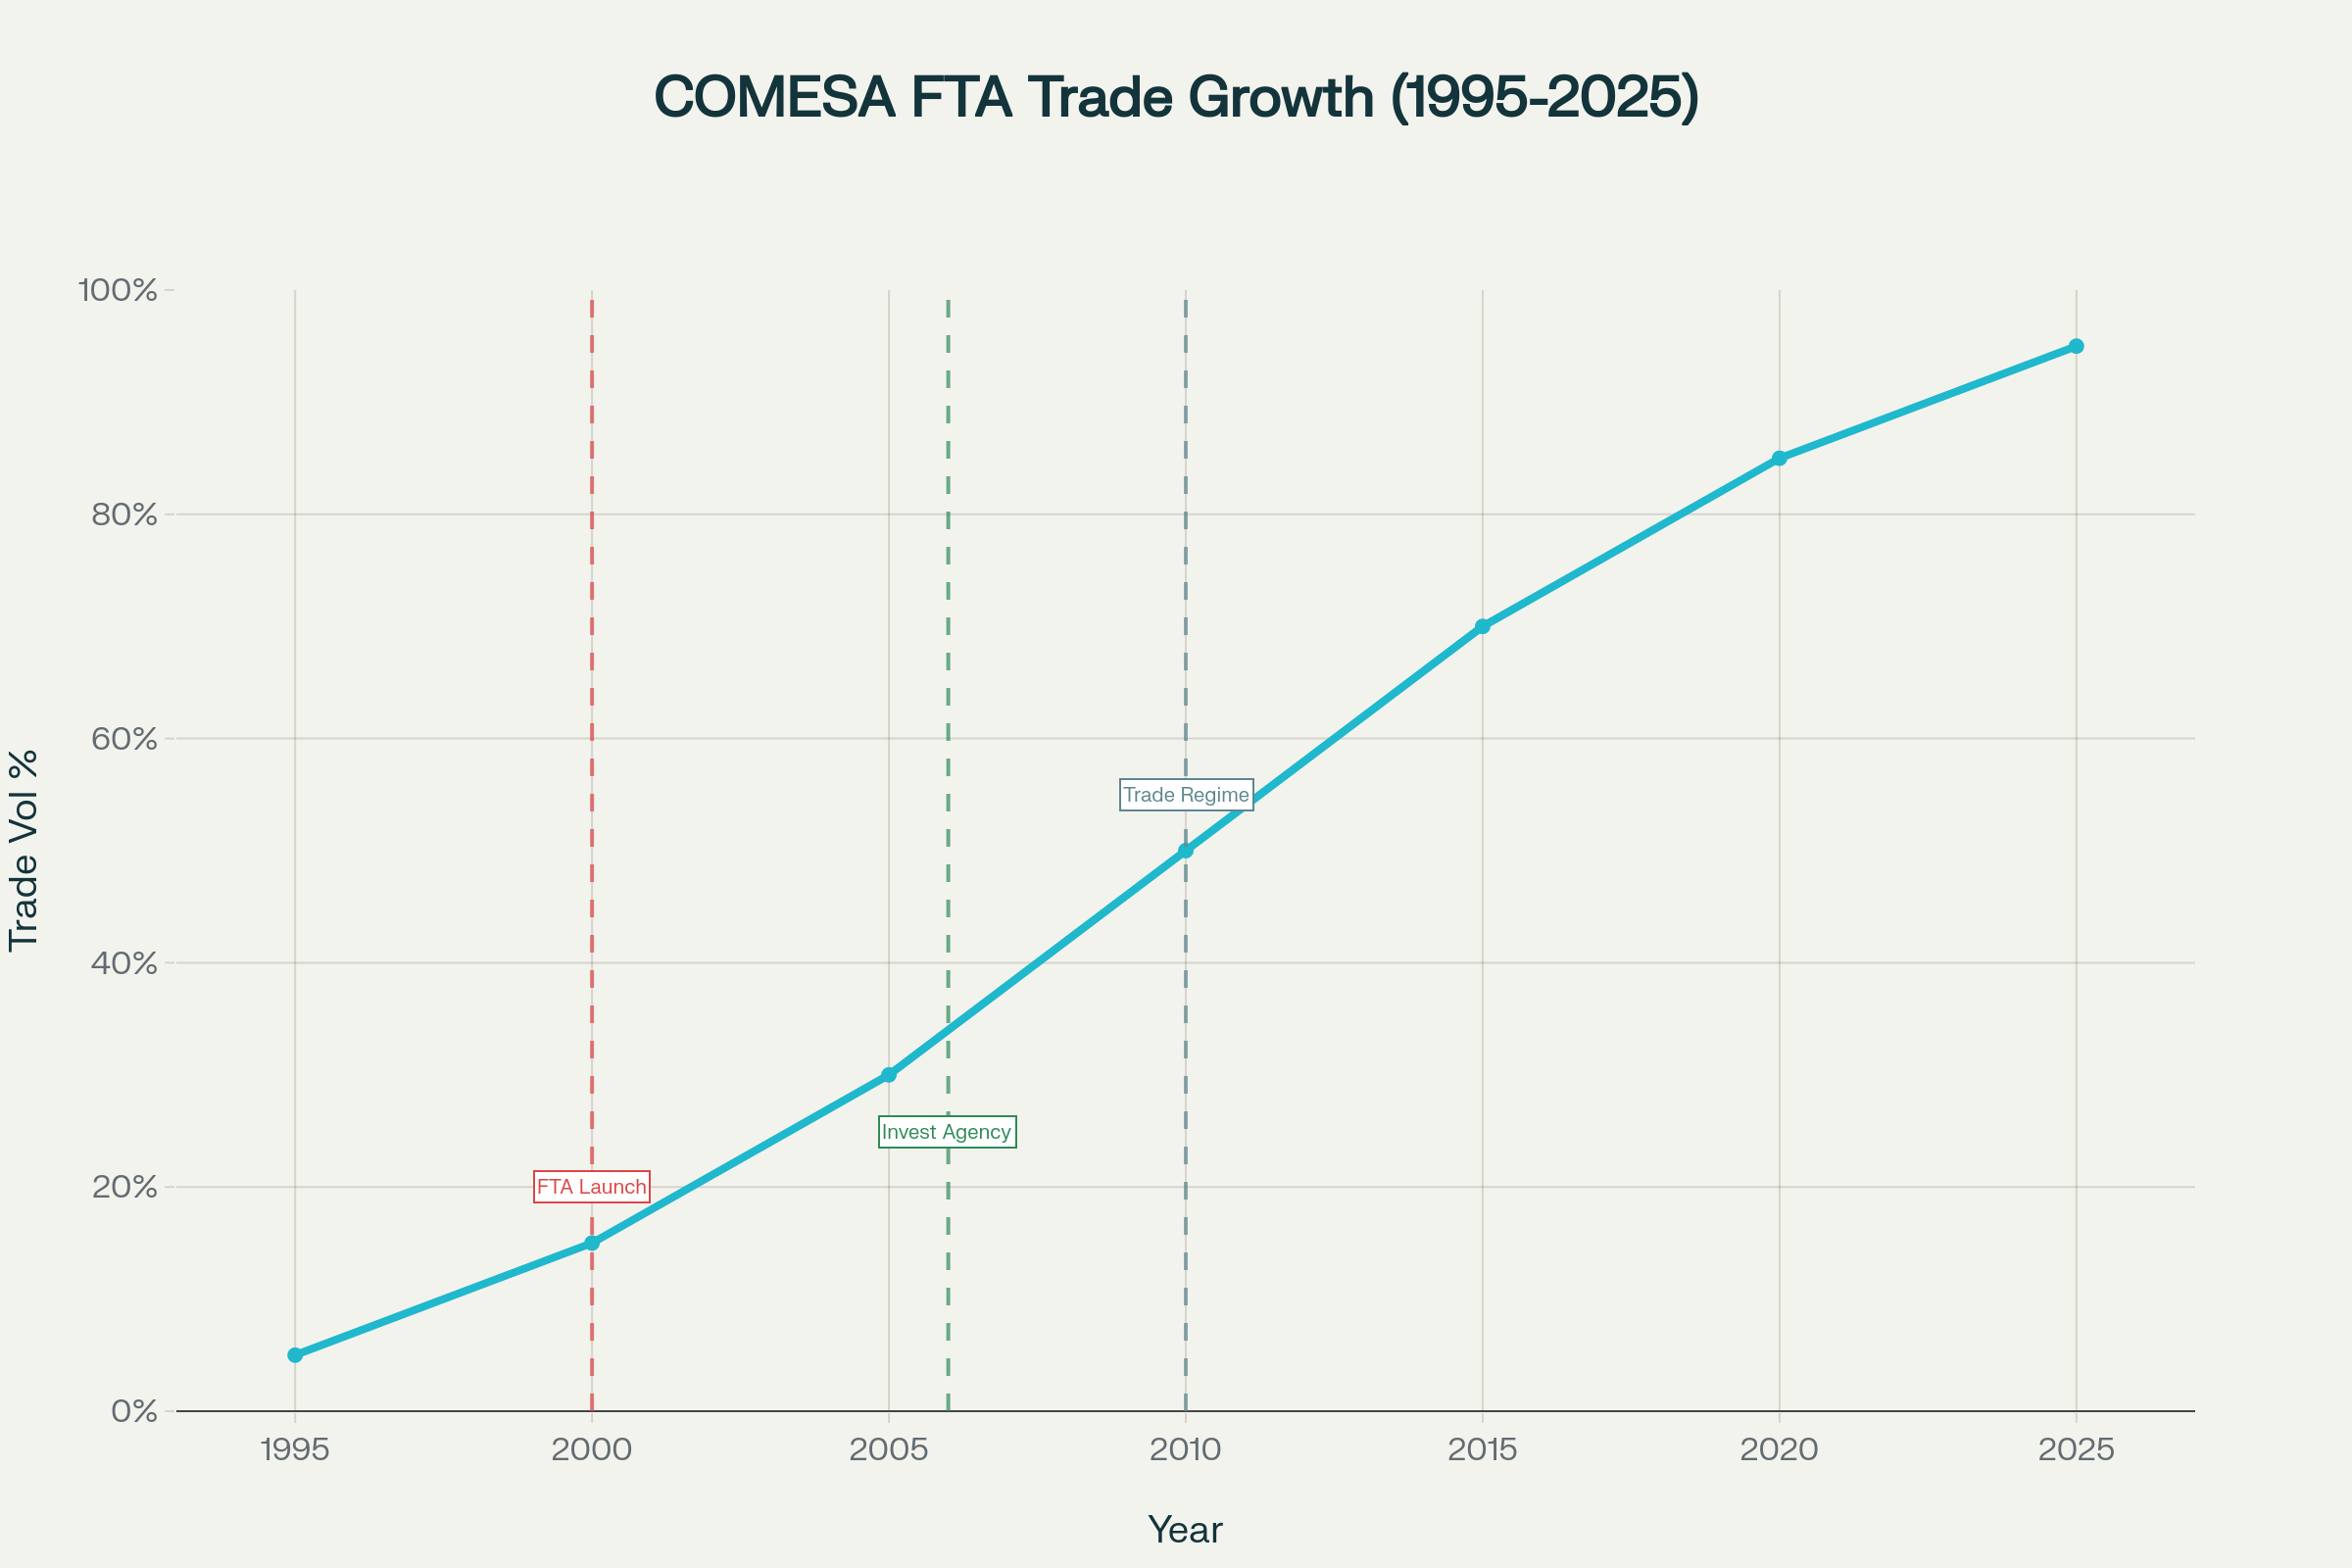 COMESA FTA Trade Growth (1995-2025)
100%
80%
60%
40%
20%
0%
Trade Vol %
Trade Regime
Invest Agency
FTA Launch
1995 2000 2005 2010 2015 2020 2025
Year